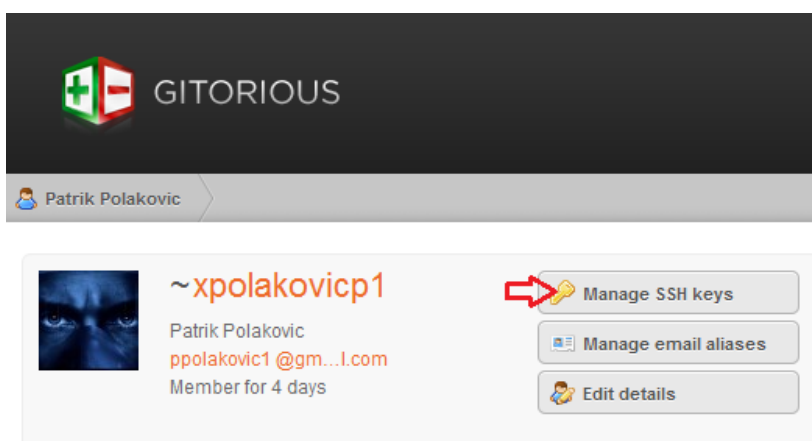 GITORIOUS
Patrik Polakovic
~xpolakovicp1
Patrik Polakovic
ppolakovic1 @gm...l.com
Member for 4 days
Manage SSH keys
Manage email aliases
Edit details